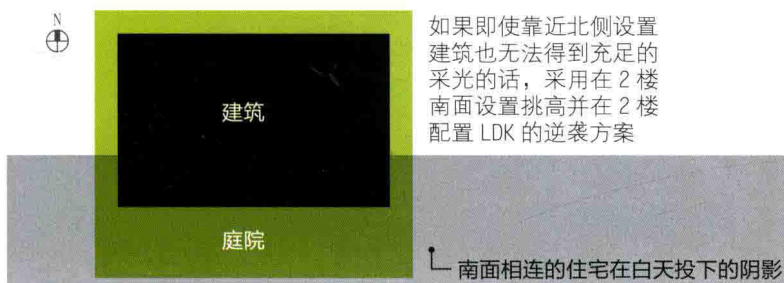 N
如果即使靠近北侧设置
建筑也无法得到充足的
采光的话，采用在 2 楼
南面设置挑高并在 2 楼
配置 LDK 的逆袭方案
建筑
庭院
南面相连的住宅在白天投下的阴影